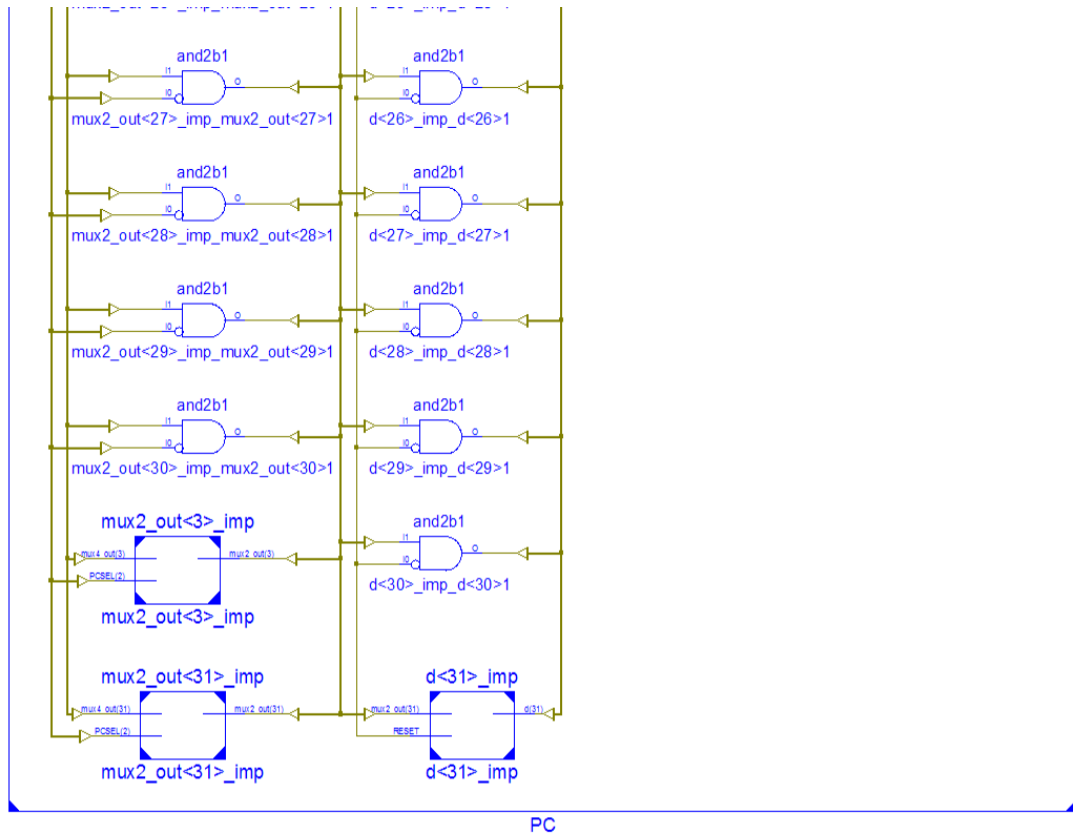 and2b1 and2b1
I1 O I1 O
I0 I0
mux2_out<27>_imp_mux2_out<27>1 d<26>_imp_d<26>1
and2b1 and2b1
I1 O I1 O
I0 I0
mux2_out<28>_imp_mux2_out<28>1 d<27>_imp_d<27>1
and2b1 and2b1
I1 O I1 O
I0 I0
mux2_out<29>_imp_mux2_out<29>1 d<28>_imp_d<28>1
and2b1 and2b1
I1 O I1 O
I0 I0
mux2_out<30>_imp_mux2_out<30>1 d<29>_imp_d<29>1
mux2_out<3>_imp and2b1
mux4_out(3) mux2_out(3) I1 O
PCSEL(2) I0
mux2_out<3>_imp d<30>_imp_d<30>1
mux2_out<31>_imp d<31>_imp
mux4_out(31) mux2_out(31) mux2_out(31) d(31)
PCSEL(2) RESET
mux2_out<31>_imp d<31>_imp
PC